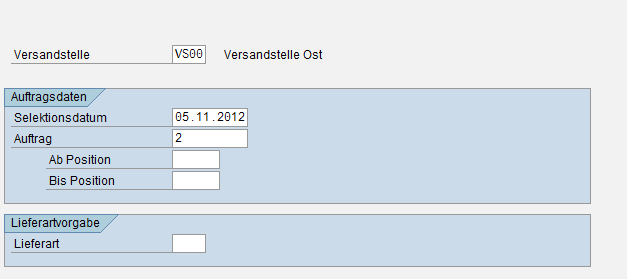 Versandstelle VS00 Versandstelle Ost
Auftragsdaten
Selektionsdatum 05.11.2012
Auftrag 2
Ab Position
Bis Position
Lieferartvorgabe
Lieferart